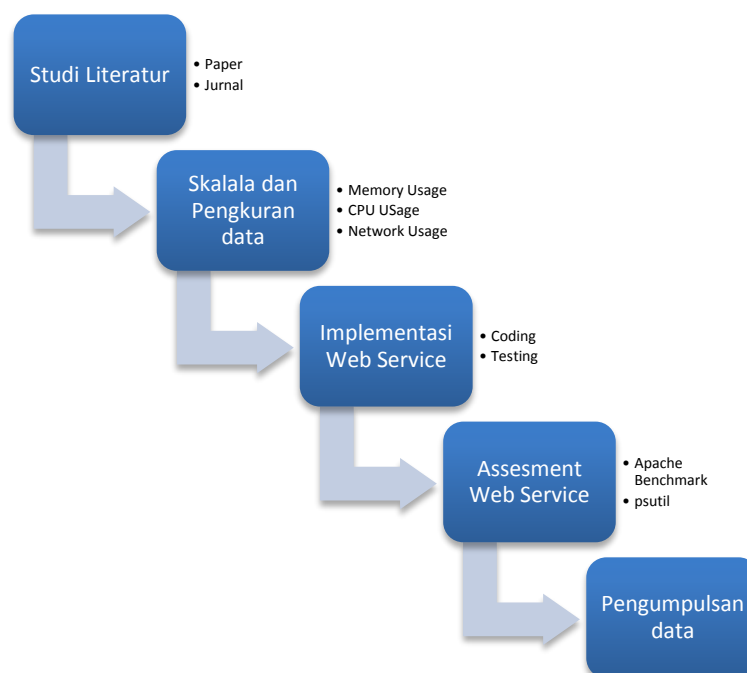 Studi Literatur
• Paper
• Jurnal
Skalala dan
Pengkuran
data
• Memory Usage
• CPU USage
• Network Usage
Implementasi
Web Service
• Coding
• Testing
Assesment
Web Service
• Apache
Benchmark
• psutil
Pengumpulsan
data